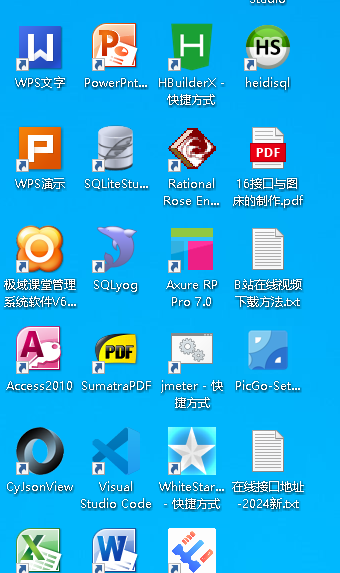 Studio
WPS文字
PowerPnt...
HBuilderX -
快捷方式
HS
heidisql
WPS演示
SQLiteStu...
Rational
Rose En...
PDF
16接口与图
床的制作.pdf
极域课堂管理
系统软件V6...
SQLyog
Axure RP
Pro 7.0
B站在线视频
下载方法.txt
Access2010
PDF
SumatraPDF
jmeter - 快
捷方式
PicGo-Set...
CyJsonView
Visual
Studio Code
WhiteStar...
- 快捷方式
在线接口地址
-2024新.txt